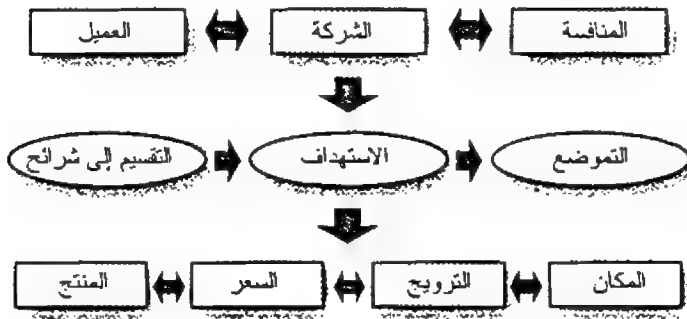 المنافسة الشركة العميل
التموضع الاستهداف التقسيم إلى شرائح
المكان الترويج السعر المنتج